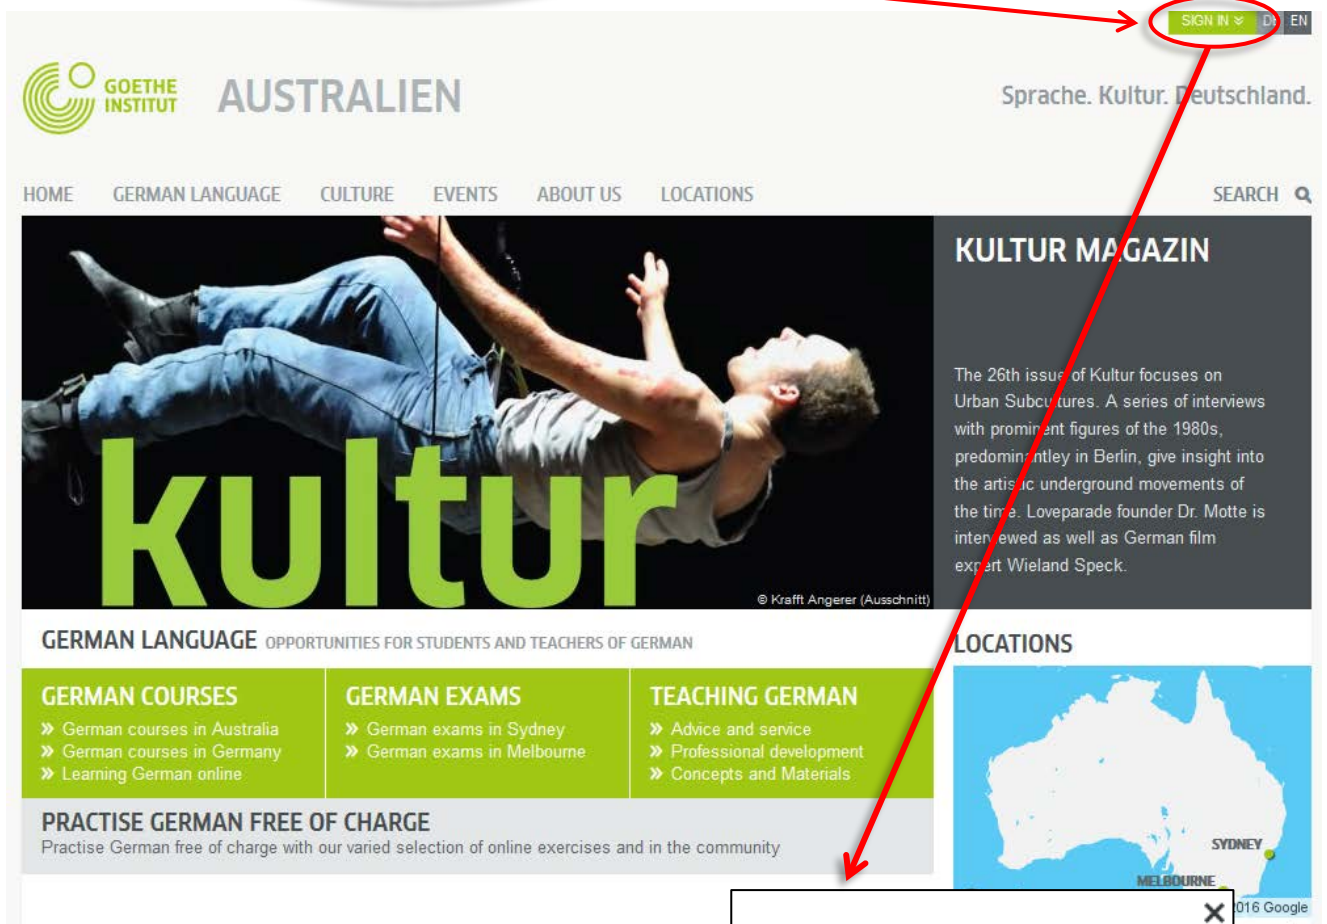 SIGN IN
EN
GOETHE
INSTITUT
AUSTRALIEN
Sprache. Kultur. Deutschland.
HOME GERMAN LANGUAGE CULTURE EVENTS ABOUT US LOCATIONS SEARCH
kultur
© Krafft Angerer (Ausschnitt)
KULTUR MAGAZIN
The 26th issue of Kultur focuses on
Urban Subcultures. A series of interviews
with prominent figures of the 1980s,
predominantley in Berlin, give insight into
the artistic underground movements of
the time. Loveparade founder Dr. Motte is
interviewed as well as German film
expert Wieland Speck.
GERMAN LANGUAGE OPPORTUNITIES FOR STUDENTS AND TEACHERS OF GERMAN
GERMAN COURSES
» German courses in Australia
» German courses in Germany
» Learning German online
GERMAN EXAMS
» German exams in Sydney
» German exams in Melbourne
TEACHING GERMAN
» Advice and service
» Professional development
» Concepts and Materials
PRACTISE GERMAN FREE OF CHARGE
Practise German free of charge with our varied selection of online exercises and in the community
LOCATIONS
SYDNEY
MELBOURNE
2016 Google